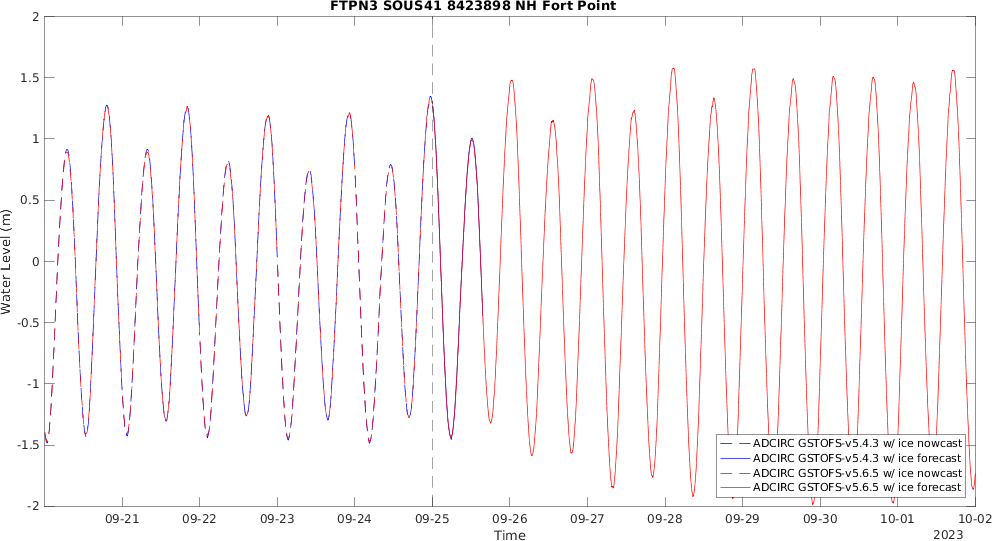 FTPN3 SOUS41 8423898 NH Fort Point
2
1.5
1
0.5
0
-0.5
-1
-1.5
-2
Water Level (m)
ADCIRC GSTOFS-v5.4.3 w/ ice nowcast
ADCIRC GSTOFS-v5.4.3 w/ ice forecast
ADCIRC GSTOFS-v5.6.5 w/ ice nowcast
ADCIRC GSTOFS-v5.6.5 w/ ice forecast
09-21 09-22 09-23 09-24 09-25 09-26 09-27 09-28 09-29 09-30 10-01 10-02
Time
2023